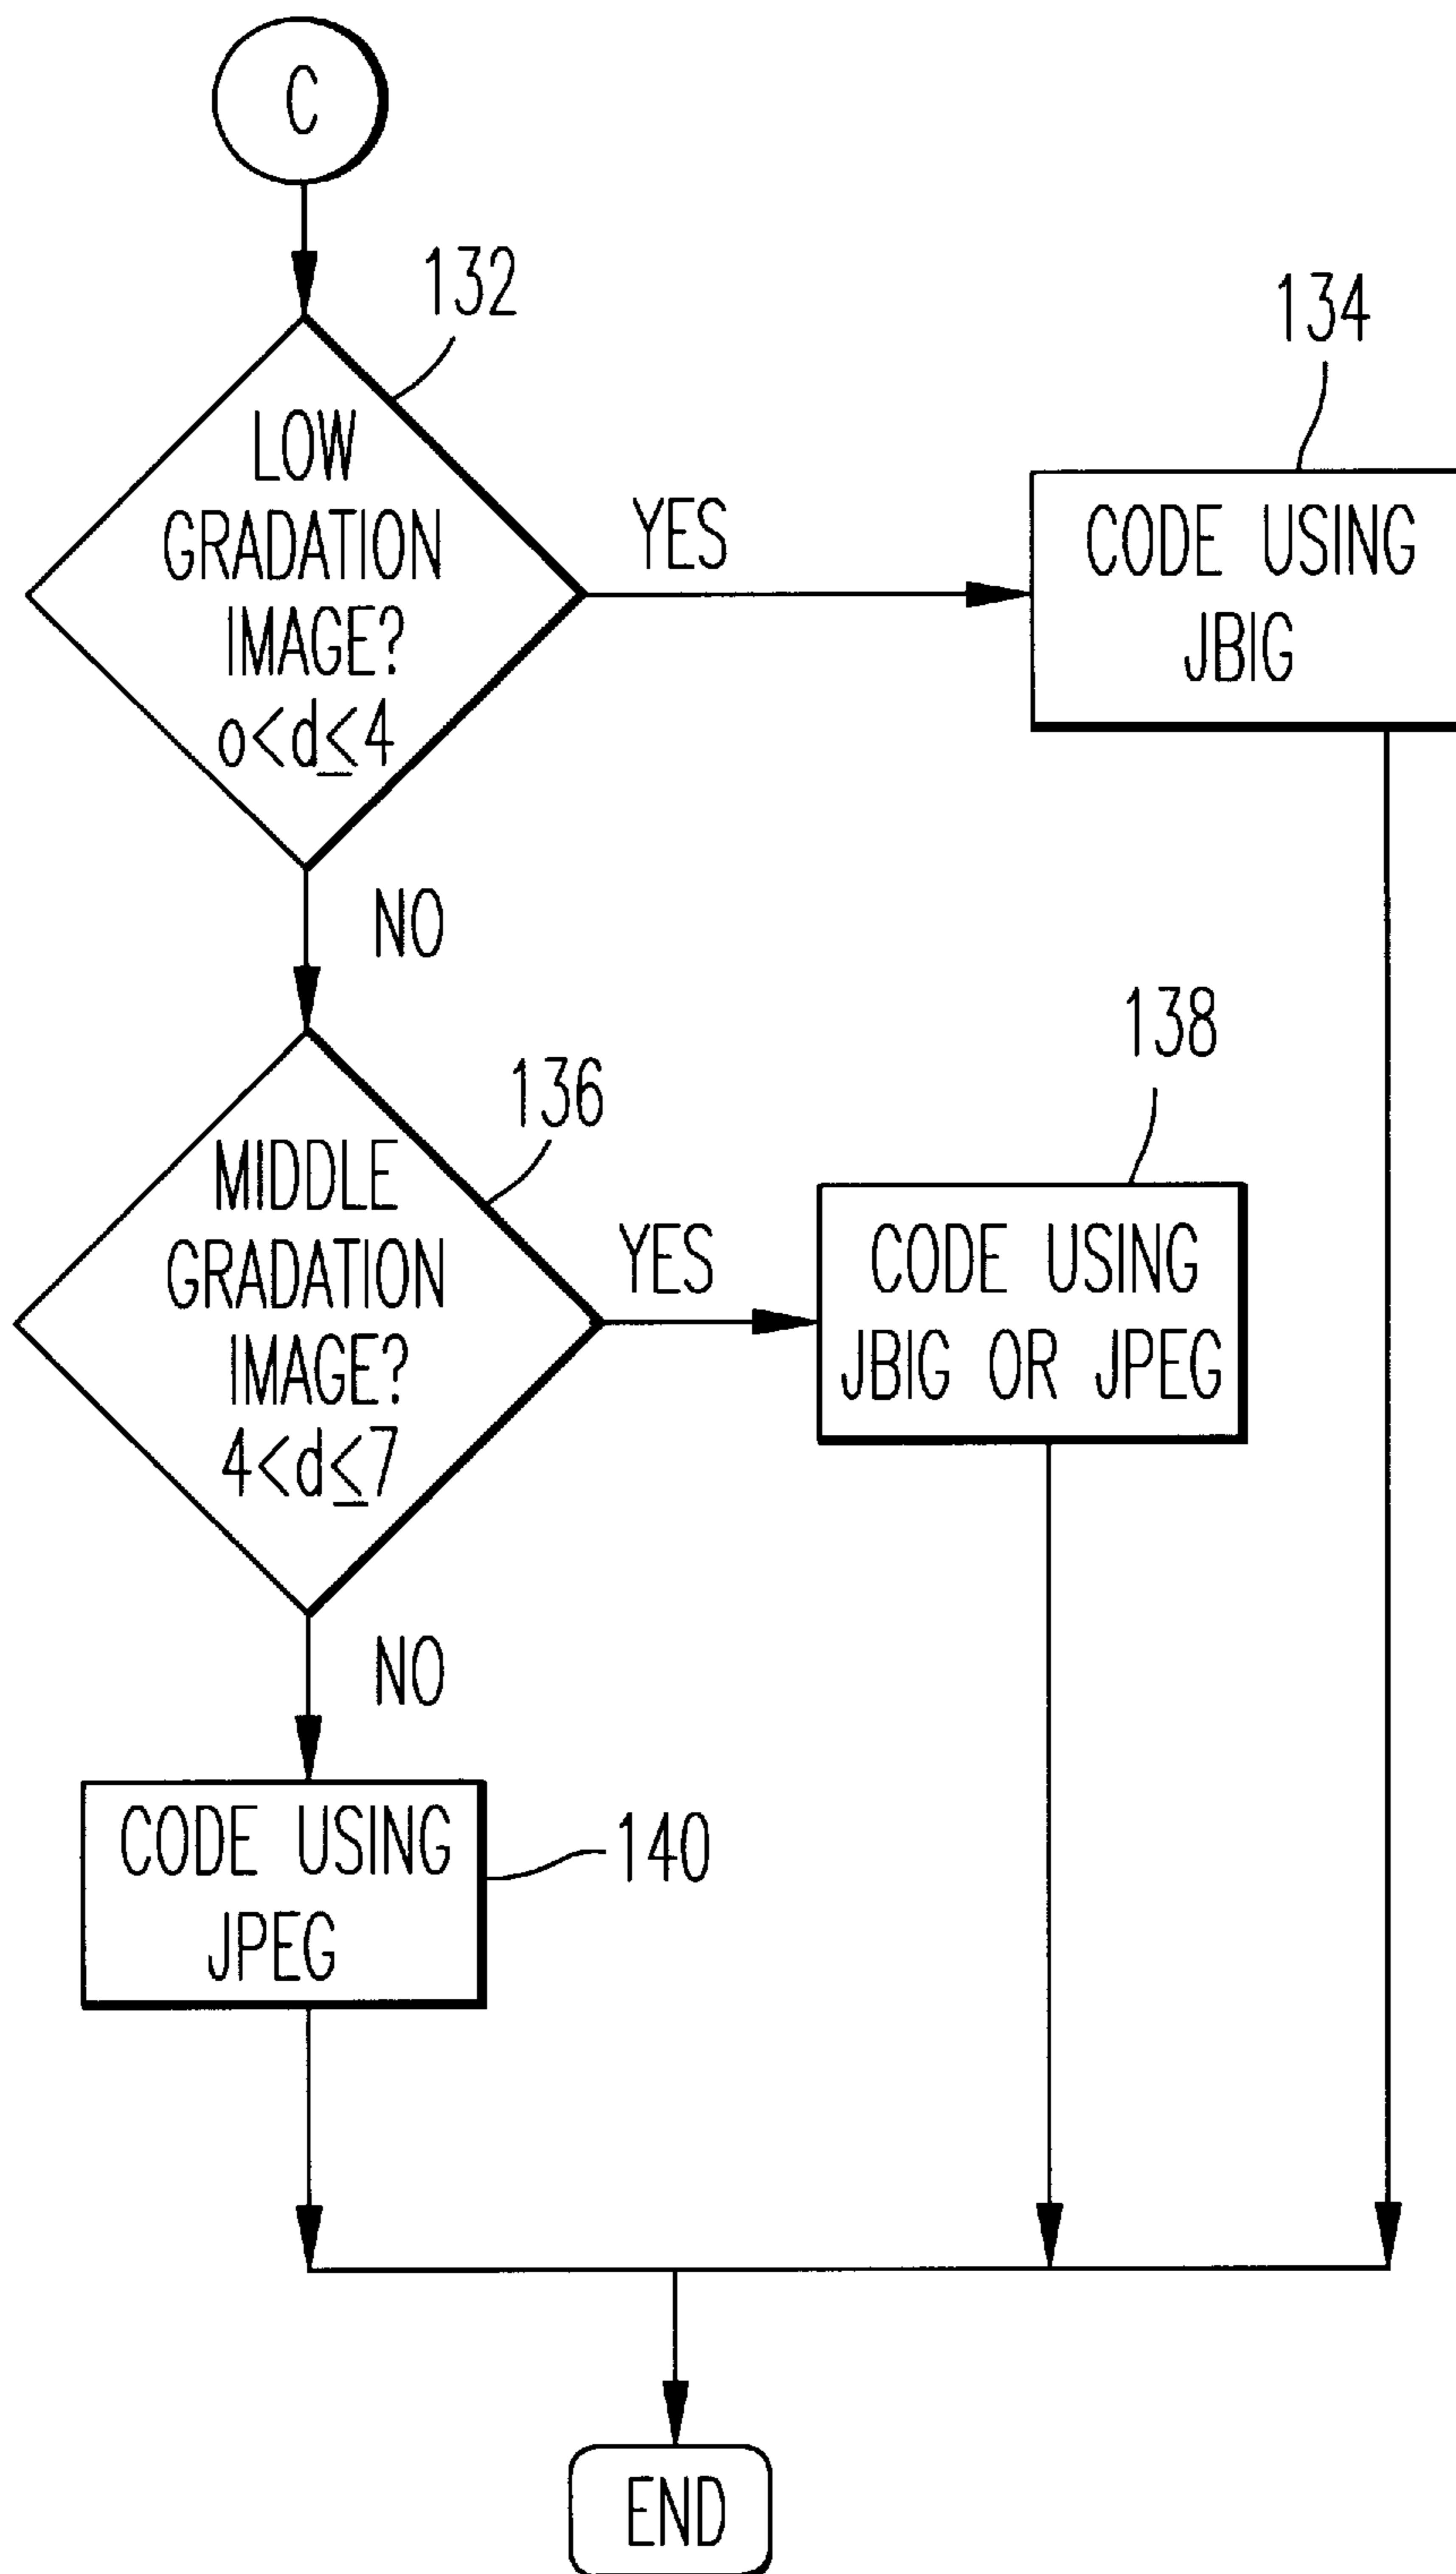 C
132
LOW
GRADATION
IMAGE?
o<d≤4
YES
134
CODE USING
JBIG
NO
136
MIDDLE
GRADATION
IMAGE?
4<d≤7
YES
138
CODE USING
JBIG OR JPEG
NO
CODE USING
JPEG
140
END